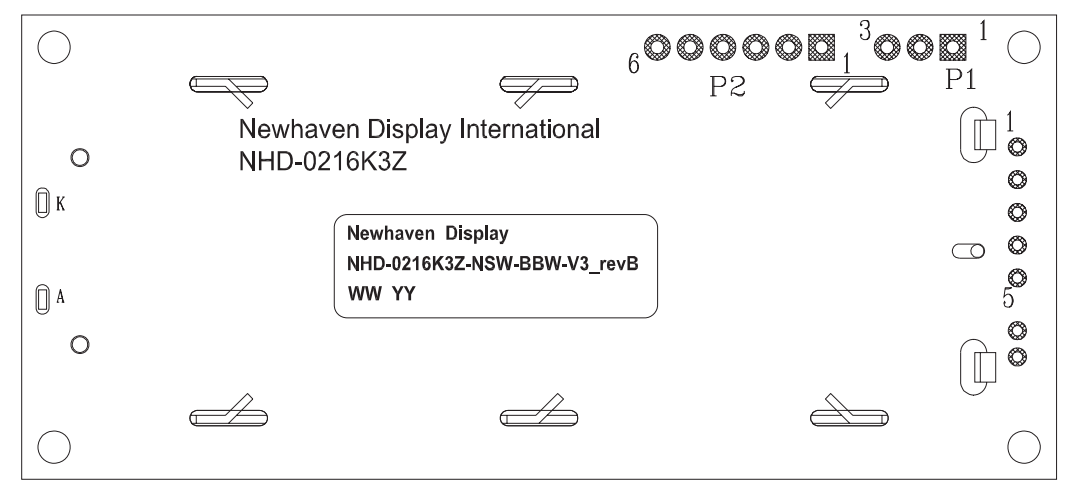 6 1 3 1
P2 P1
Newhaven Display International
NHD-0216K3Z
1
K
Newhaven Display
NHD-0216K3Z-NSW-BBW-V3_revB
WW YY
A
5